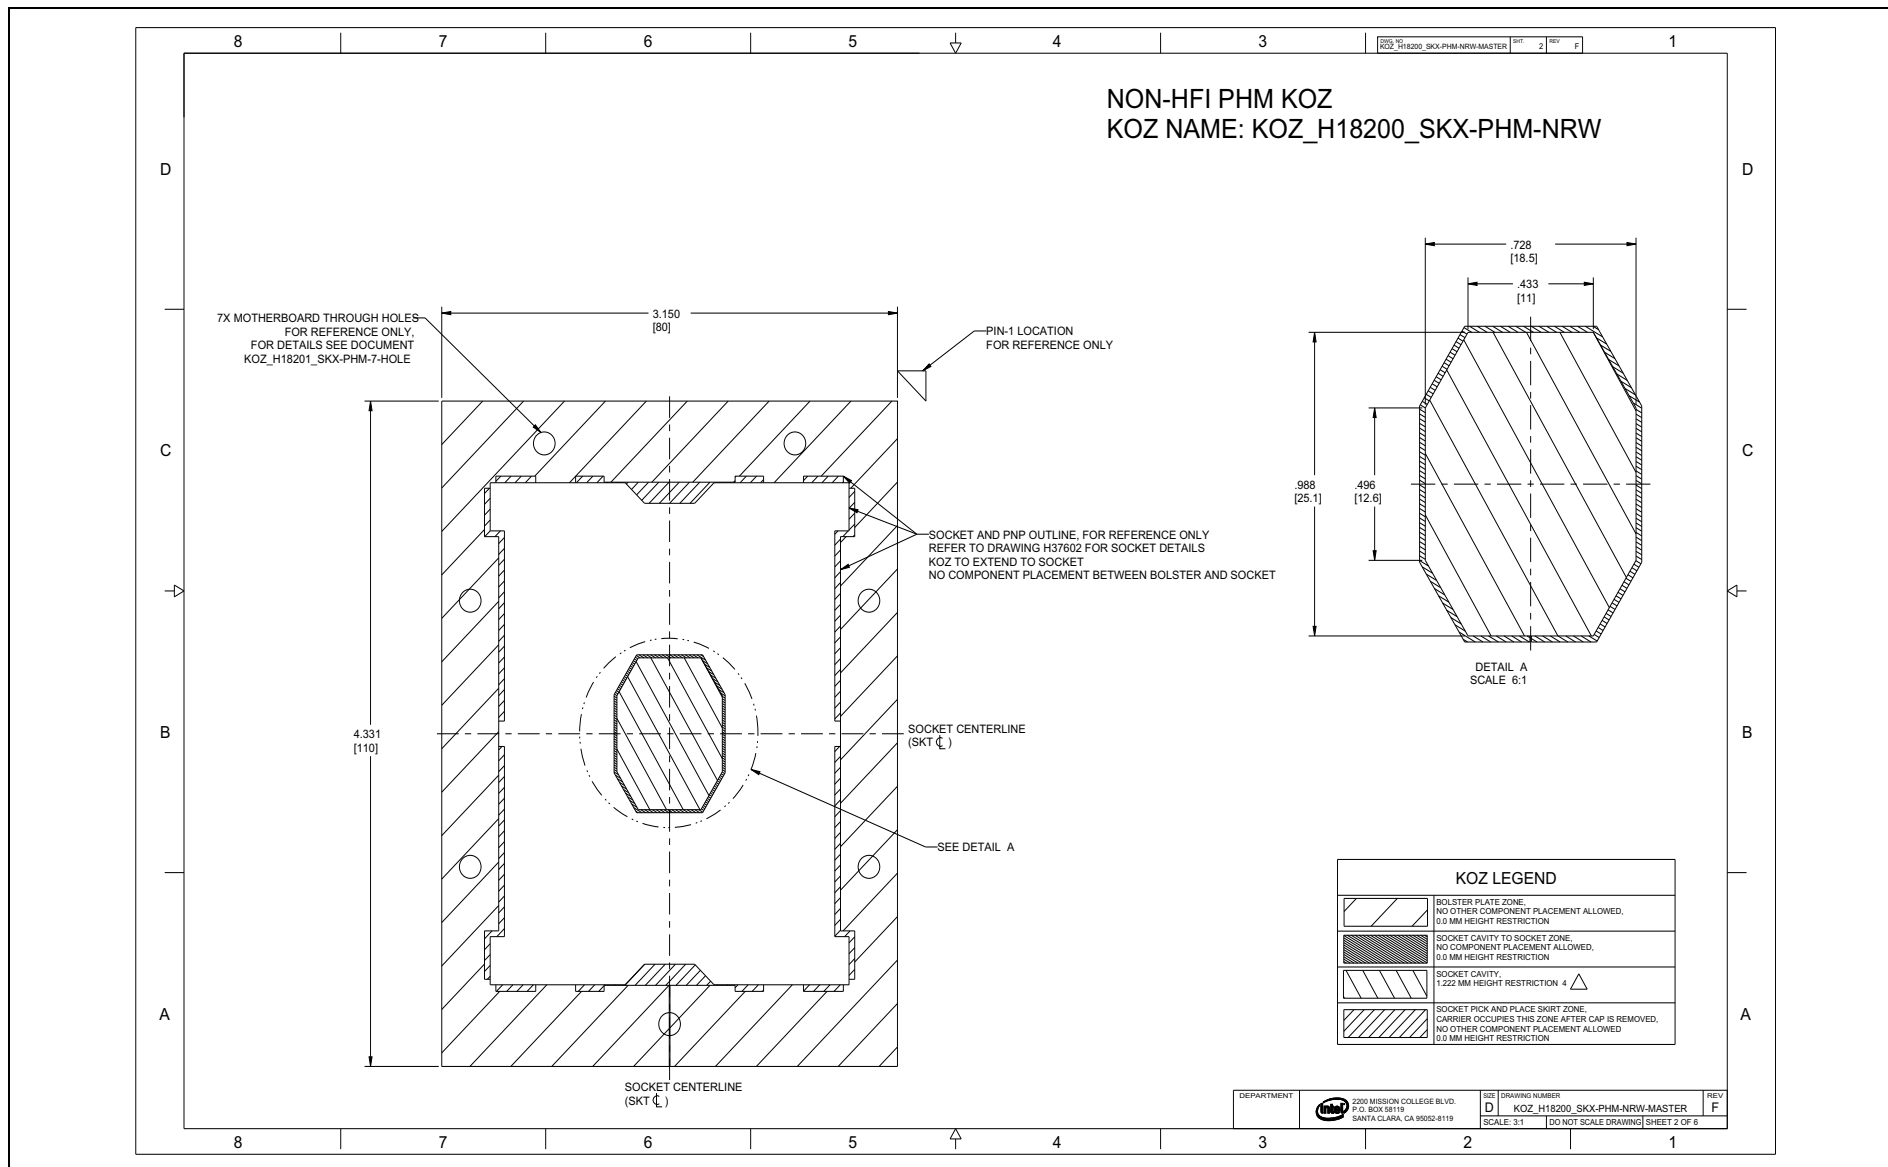 8 7 6 5 4 3 2 1
DWG. NO
KOZ_H18200_SKX-PHM-NRW-MASTER
SHT.
2
REV
F
NON-HFI PHM KOZ
KOZ NAME: KOZ_H18200_SKX-PHM-NRW
D
D
.728
[18.5]
.433
[11]
7X MOTHERBOARD THROUGH HOLES
FOR REFERENCE ONLY,
FOR DETAILS SEE DOCUMENT
KOZ_H18201_SKX-PHM-7-HOLE
3.150
[80]
PIN-1 LOCATION
FOR REFERENCE ONLY
C
C
.988
[25.1]
.496
[12.6]
SOCKET AND PNP OUTLINE, FOR REFERENCE ONLY
REFER TO DRAWING H37602 FOR SOCKET DETAILS
KOZ TO EXTEND TO SOCKET
NO COMPONENT PLACEMENT BETWEEN BOLSTER AND SOCKET
DETAIL A
SCALE 6:1
B
B
4.331
[110]
SOCKET CENTERLINE
(SKT ℄ )
SEE DETAIL A
KOZ LEGEND
BOLSTER PLATE ZONE,
NO OTHER COMPONENT PLACEMENT ALLOWED,
0.0 MM HEIGHT RESTRICTION
SOCKET CAVITY TO SOCKET ZONE,
NO COMPONENT PLACEMENT ALLOWED,
0.0 MM HEIGHT RESTRICTION
SOCKET CAVITY,
1.222 MM HEIGHT RESTRICTION 4
SOCKET PICK AND PLACE SKIRT ZONE,
CARRIER OCCUPIES THIS ZONE AFTER CAP IS REMOVED,
NO OTHER COMPONENT PLACEMENT ALLOWED
0.0 MM HEIGHT RESTRICTION
A
A
SOCKET CENTERLINE
(SKT ℄ )
DEPARTMENT
intel
2200 MISSION COLLEGE BLVD.
P.O. BOX 58119
SANTA CLARA, CA 95052-8119
SIZE
D
DRAWING NUMBER
KOZ_H18200_SKX-PHM-NRW-MASTER
REV
F
SCALE: 3:1
DO NOT SCALE DRAWING
SHEET 2 OF 6
8 7 6 5 4 3 2 1